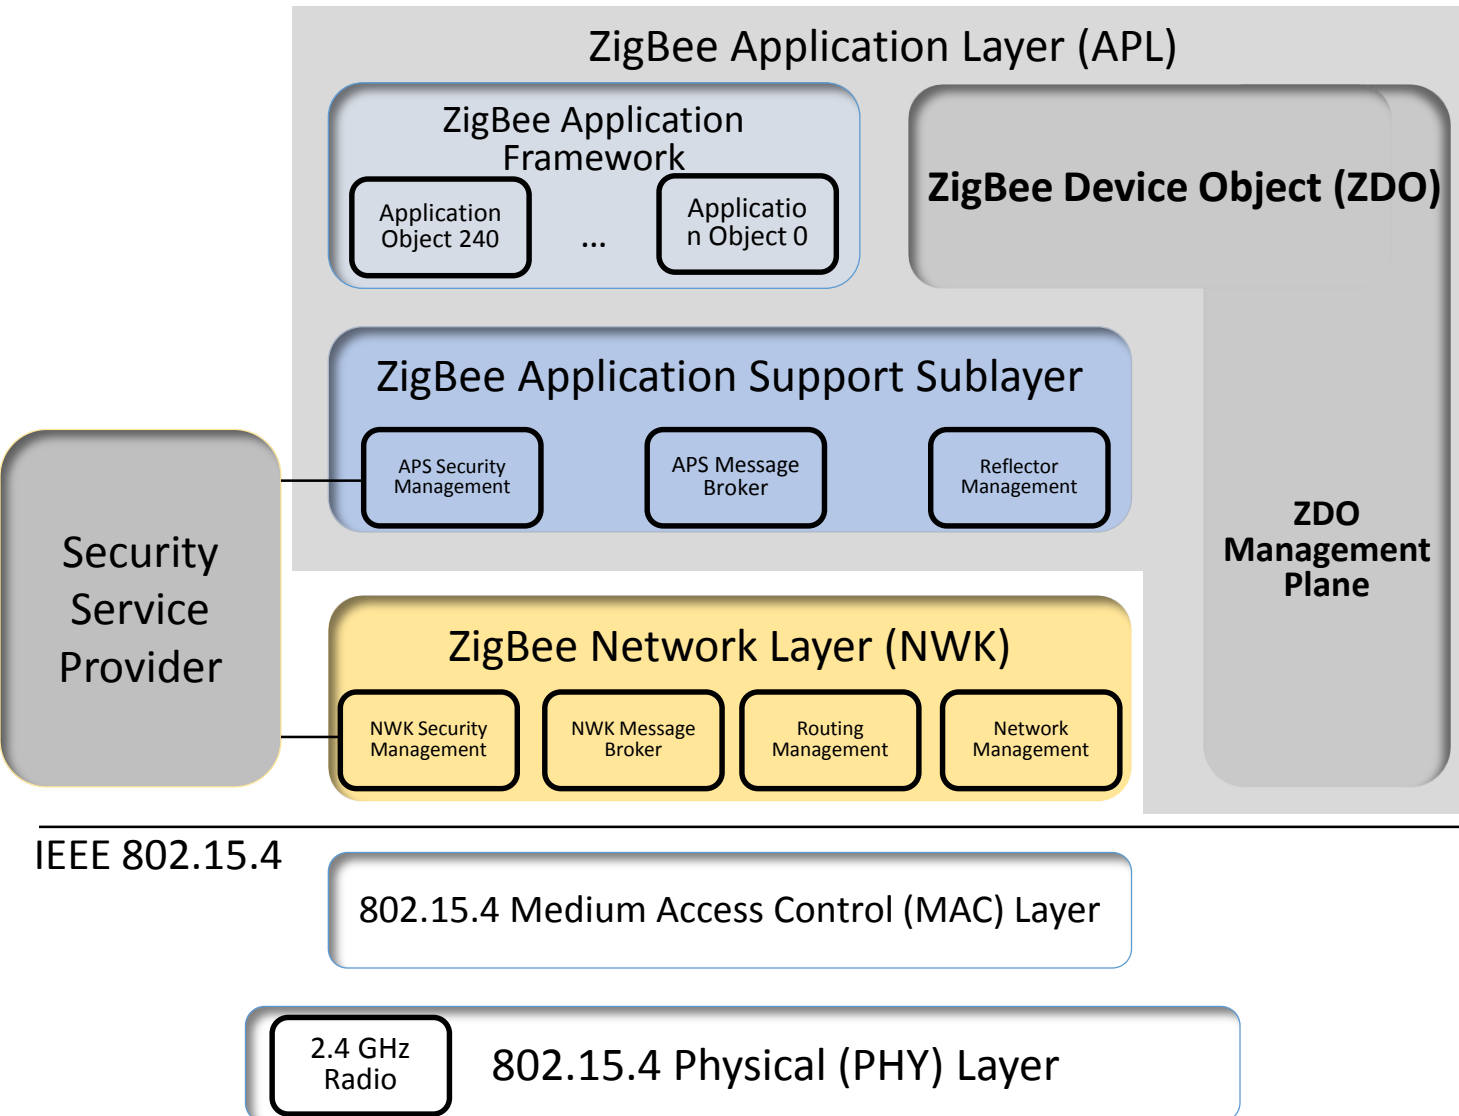 ZigBee Application Layer (APL)
ZigBee Application
Framework
Application
Object 240
...
Applicatio
n Object 0
ZigBee Device Object (ZDO)
ZigBee Application Support Sublayer
APS Security
Management
APS Message
Broker
Reflector
Management
ZDO
Management
Plane
Security
Service
Provider
ZigBee Network Layer (NWK)
NWK Security
Management
NWK Message
Broker
Routing
Management
Network
Management
IEEE 802.15.4
802.15.4 Medium Access Control (MAC) Layer
2.4 GHz
Radio
802.15.4 Physical (PHY) Layer